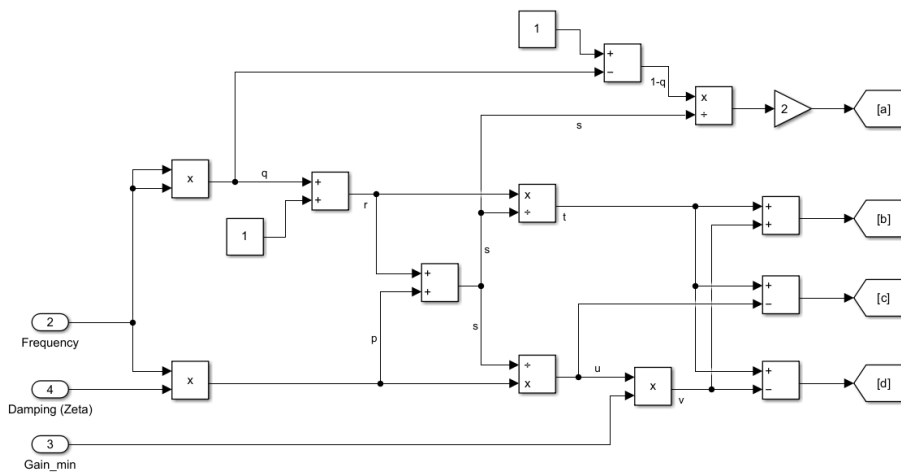 1
+
−
1-q
x
÷
2
[a]
s
x
q
+
+
r
1
x
÷
t
+
+
[b]
s
+
+
+
−
[c]
s
2
Frequency
p
x
÷
x
u
x
v
+
−
[d]
4
Damping (Zeta)
3
Gain_min